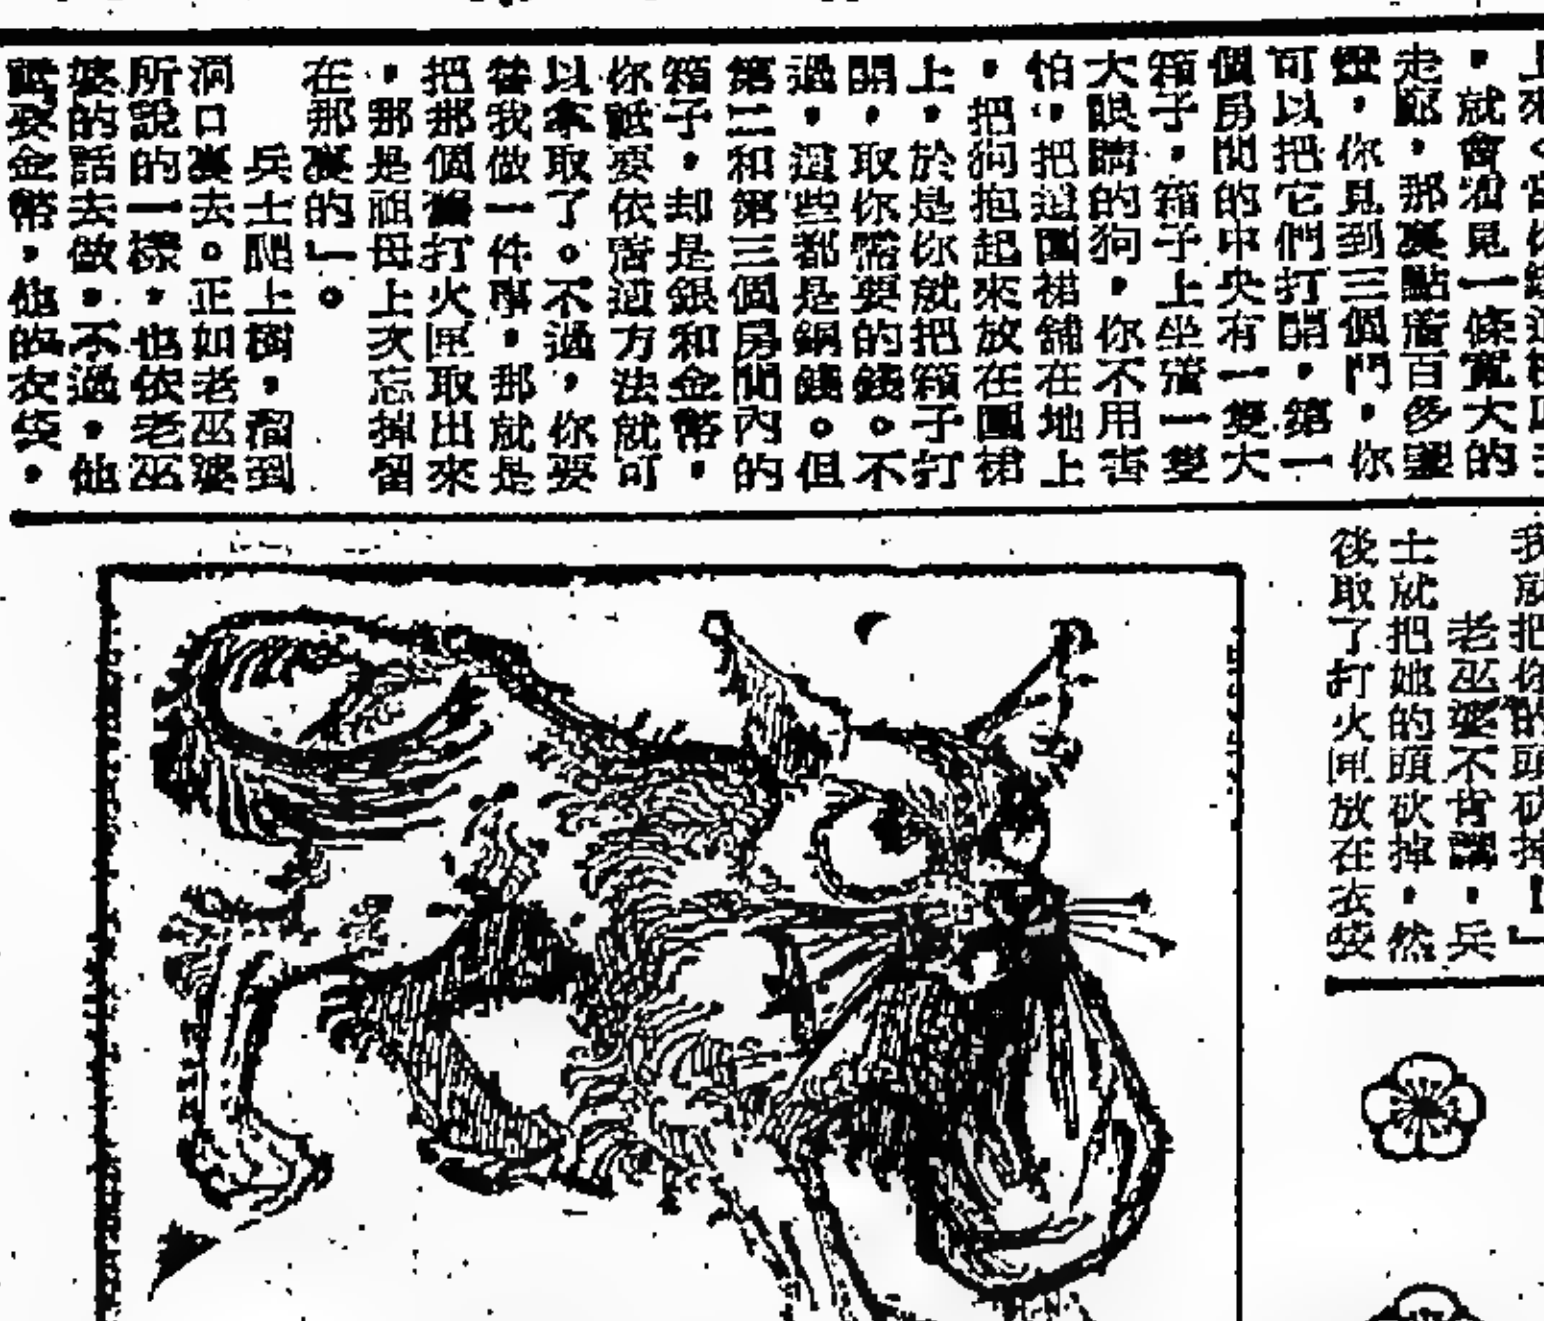 ，就會看見一條寬大的
走廊，那裏點着百多盞
燈，你見到三個門，你
可以把它們打開，第一
個房間的中央有一隻大
箱子，箱子上坐着一隻
大眼睛的狗，你不用害
怕，把這圍裙舖在地上
，把狗抱起來放在圍裙
上，於是你就把箱子打
開，取你需要的錢。不
過，這些都是銅錢。但
第二和第三個房間內的
箱子，却是銀和金幣，
你祗要依着這方法就可
以拿取了。不過，你要
替我做一件事，那就是
把那個舊打火匣取出來
，那是祖母上次忘掉留
在那裏的」。
兵士爬上樹，溜到
洞口裏去。正如老巫婆
所說的一樣，也依老巫
婆的話去做，不過，他
祗要金幣，他的衣袋，
我就把你的頭砍掉！」
老巫婆不肯講，兵
士就把她的頭砍掉，然
後取了打火匣放在衣袋